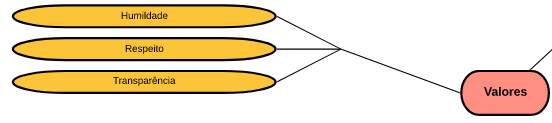 Humildade
Respeito
Transparência
Valores